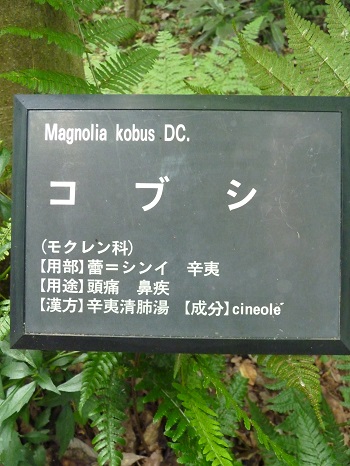 Magnolia kobus DC.
コブシ
(モクレン科)
【用部】蕾=シンイ 辛夷
【用途】頭痛 鼻疾
【漢方】辛夷清肺湯 【成分】cineole